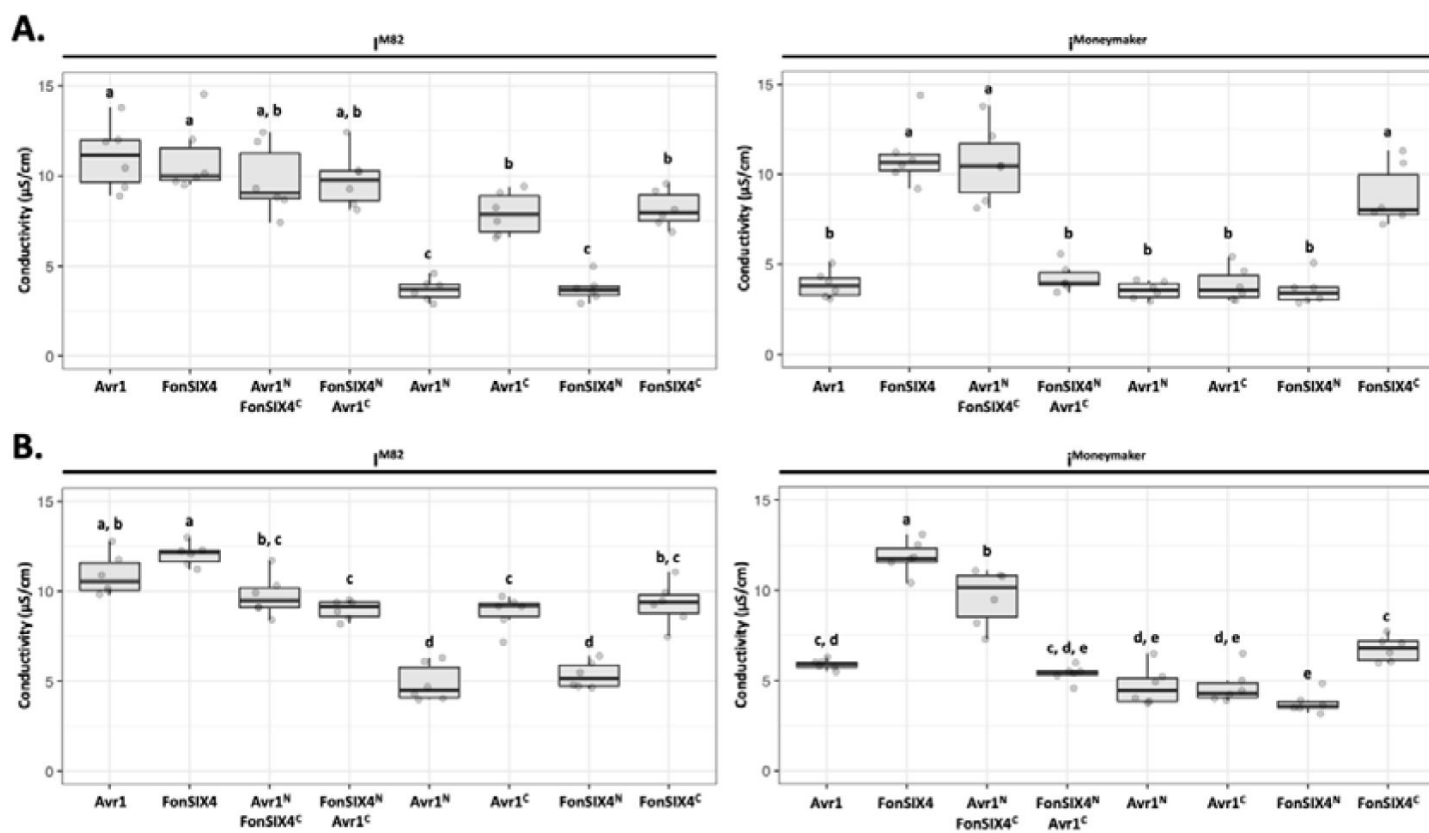 A.
I^M82
15
10
5
0
Conductivity (µS/cm)
a
a
a, b
a, b
c
b
c
b
Avr1 FonSIX4 Avr1^N FonSIX4^N Avr1^N Avr1^C FonSIX4^N FonSIX4^C
FonSIX4^C Avr1^C
i^Moneymaker
15
10
5
0
Conductivity (µS/cm)
b
a
a
b
b
b
b
a
Avr1 FonSIX4 Avr1^N FonSIX4^N Avr1^N Avr1^C FonSIX4^N FonSIX4^C
FonSIX4^C Avr1^C
B.
I^M82
15
10
5
0
Conductivity (µS/cm)
a, b
a
b, c
c
d
c
d
b, c
Avr1 FonSIX4 Avr1^N FonSIX4^N Avr1^N Avr1^C FonSIX4^N FonSIX4^C
FonSIX4^C Avr1^C
i^Moneymaker
15
10
5
0
Conductivity (µS/cm)
c, d
a
b
c, d, e
d, e
d, e
e
c
Avr1 FonSIX4 Avr1^N FonSIX4^N Avr1^N Avr1^C FonSIX4^N FonSIX4^C
FonSIX4^C Avr1^C